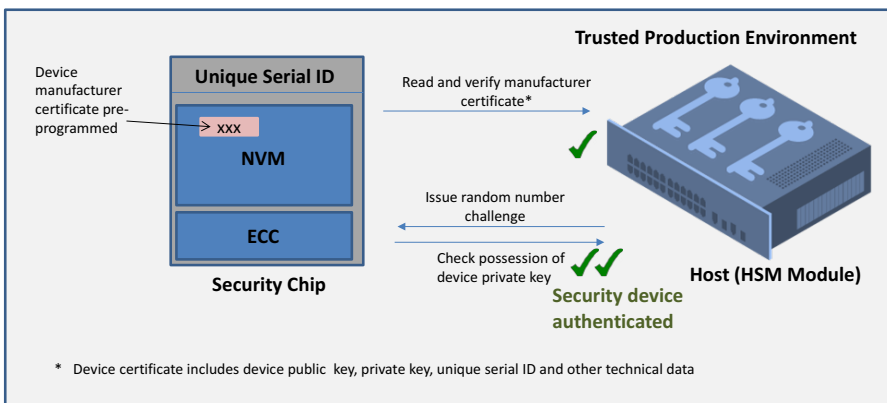 Trusted Production Environment
Device
manufacturer
certificate pre-
programmed
Unique Serial ID
xxx
NVM
ECC
Security Chip
Read and verify manufacturer
certificate*
Issue random number
challenge
Check possession of
device private key
Security device
authenticated
Host (HSM Module)
* Device certificate includes device public key, private key, unique serial ID and other technical data